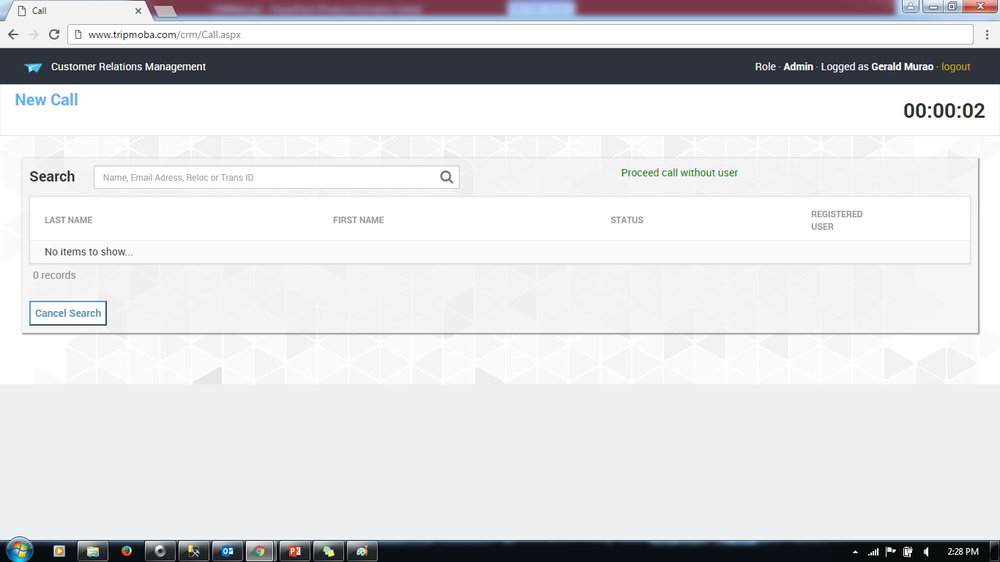 Call
www.tripmoba.com/crm/Call.aspx
Customer Relations Management
Role · Admin · Logged as Gerald Murao · logout
New Call
00:00:02
Search
Name, Email Adress, Reloc or Trans ID
Proceed call without user
LAST NAME FIRST NAME STATUS REGISTERED USER
No items to show...
0 records
Cancel Search
2:28 PM